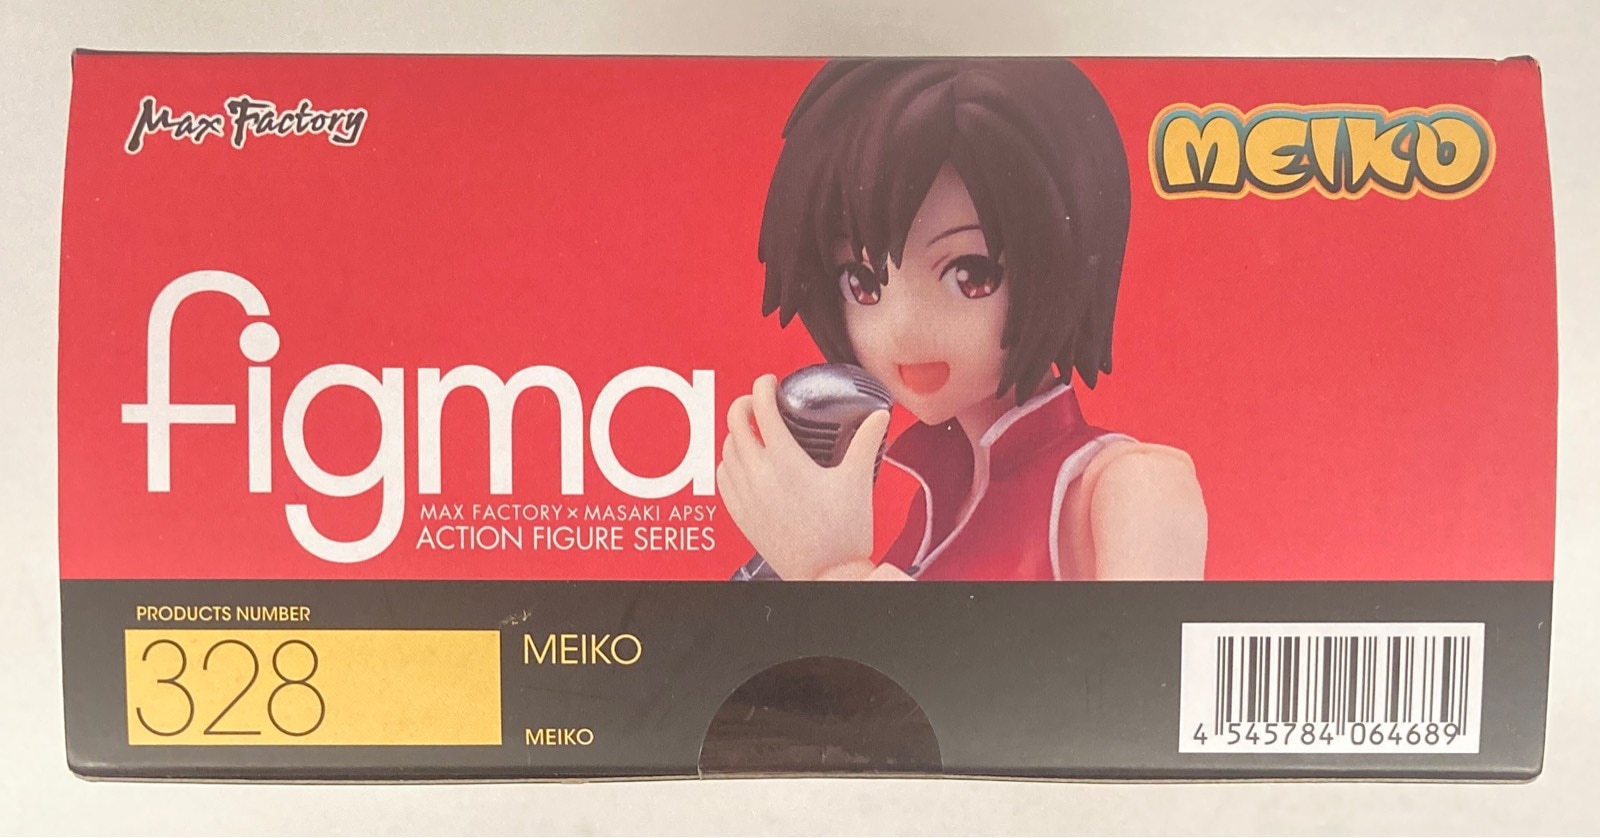 Max Factory
MEIKO
figma
MAX FACTORY × MASAKI APSY
ACTION FIGURE SERIES
PRODUCTS NUMBER
328
MEIKO
MEIKO
4 545784 064689